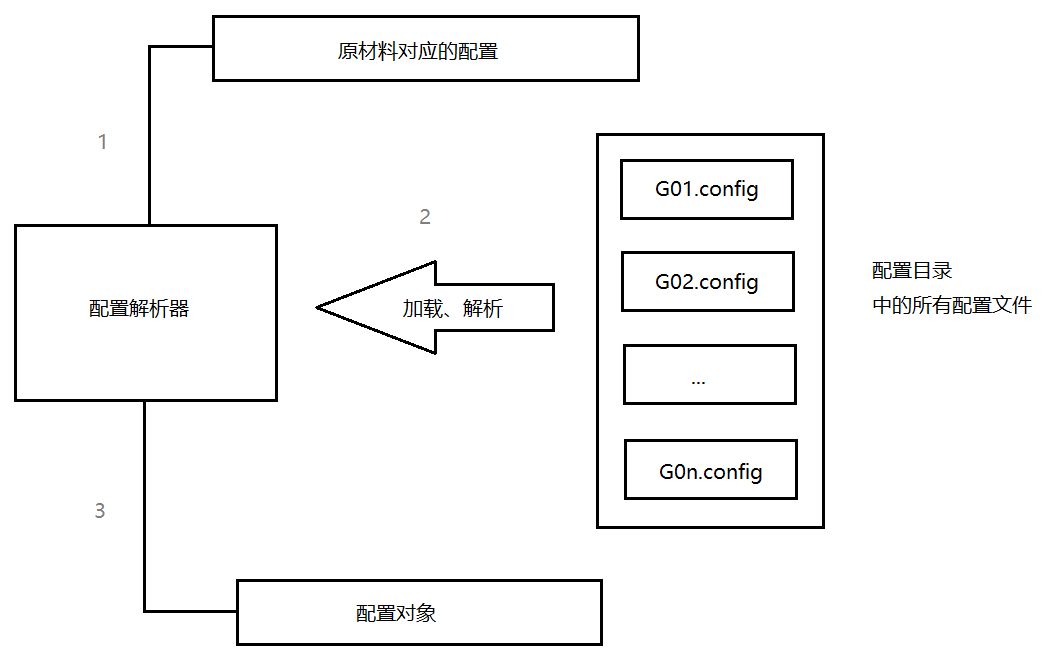 原材料对应的配置
1
G01.config
2
G02.config
配置目录
中的所有配置文件
配置解析器
加载、解析
...
G0n.config
3
配置对象